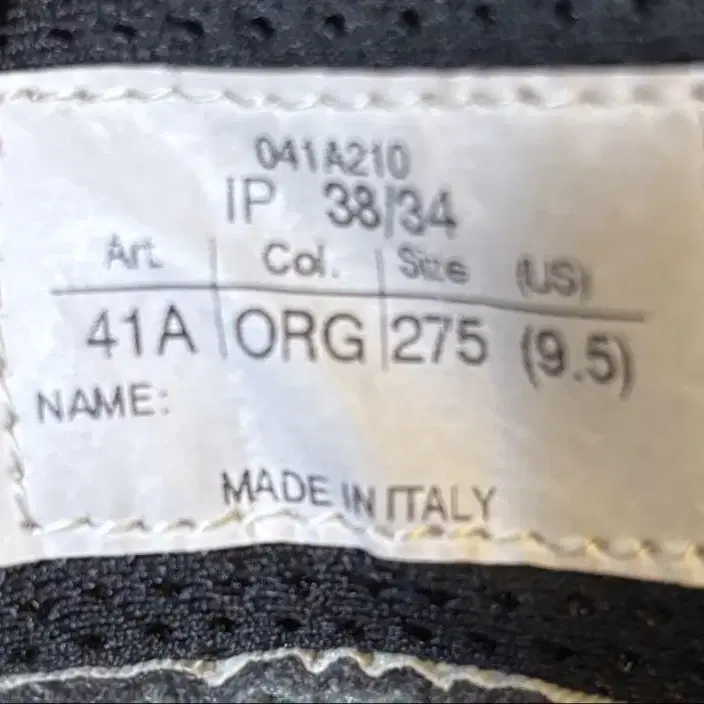 041A210
IP 38/34
Art. Col. Size (US)
41A ORG 275 (9.5)
NAME:
MADE IN ITALY